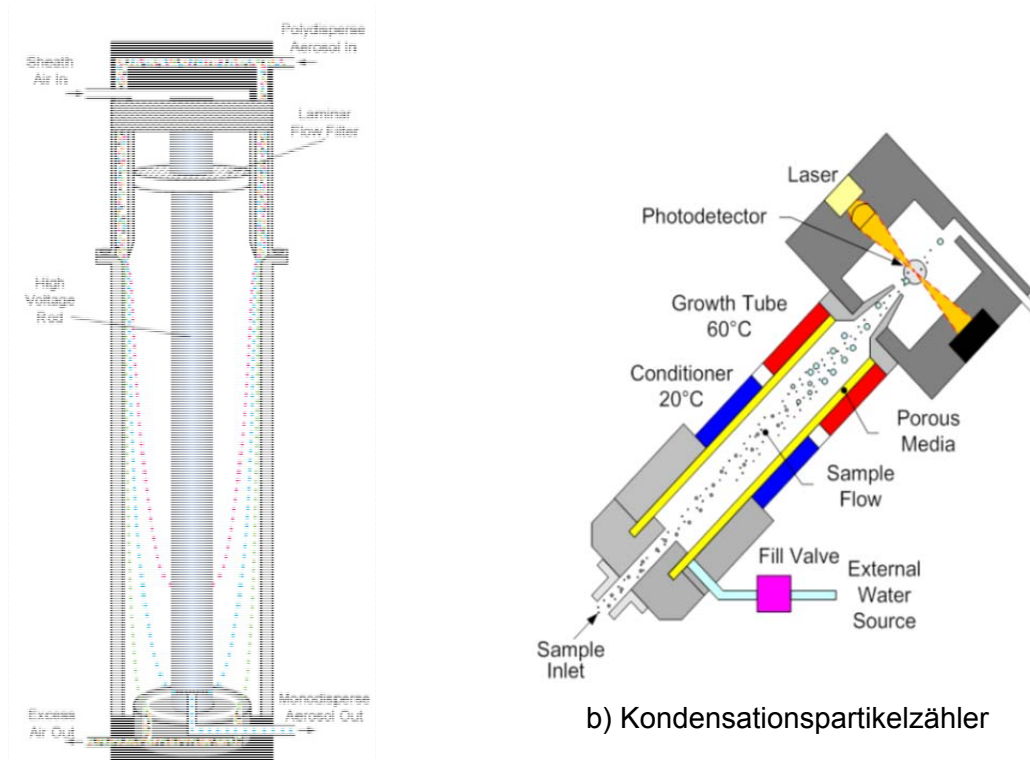 Polydisperse
Aerosol In
Sheath
Air In
Laminar
Flow Filter
High
Voltage
Rod
Excess
Air Out
Monodisperse
Aerosol Out
Laser
Photodetector
Growth Tube
60°C
Conditioner
20°C
Porous
Media
Sample
Flow
Fill Valve
External
Water
Source
Sample
Inlet
b) Kondensationspartikelzähler